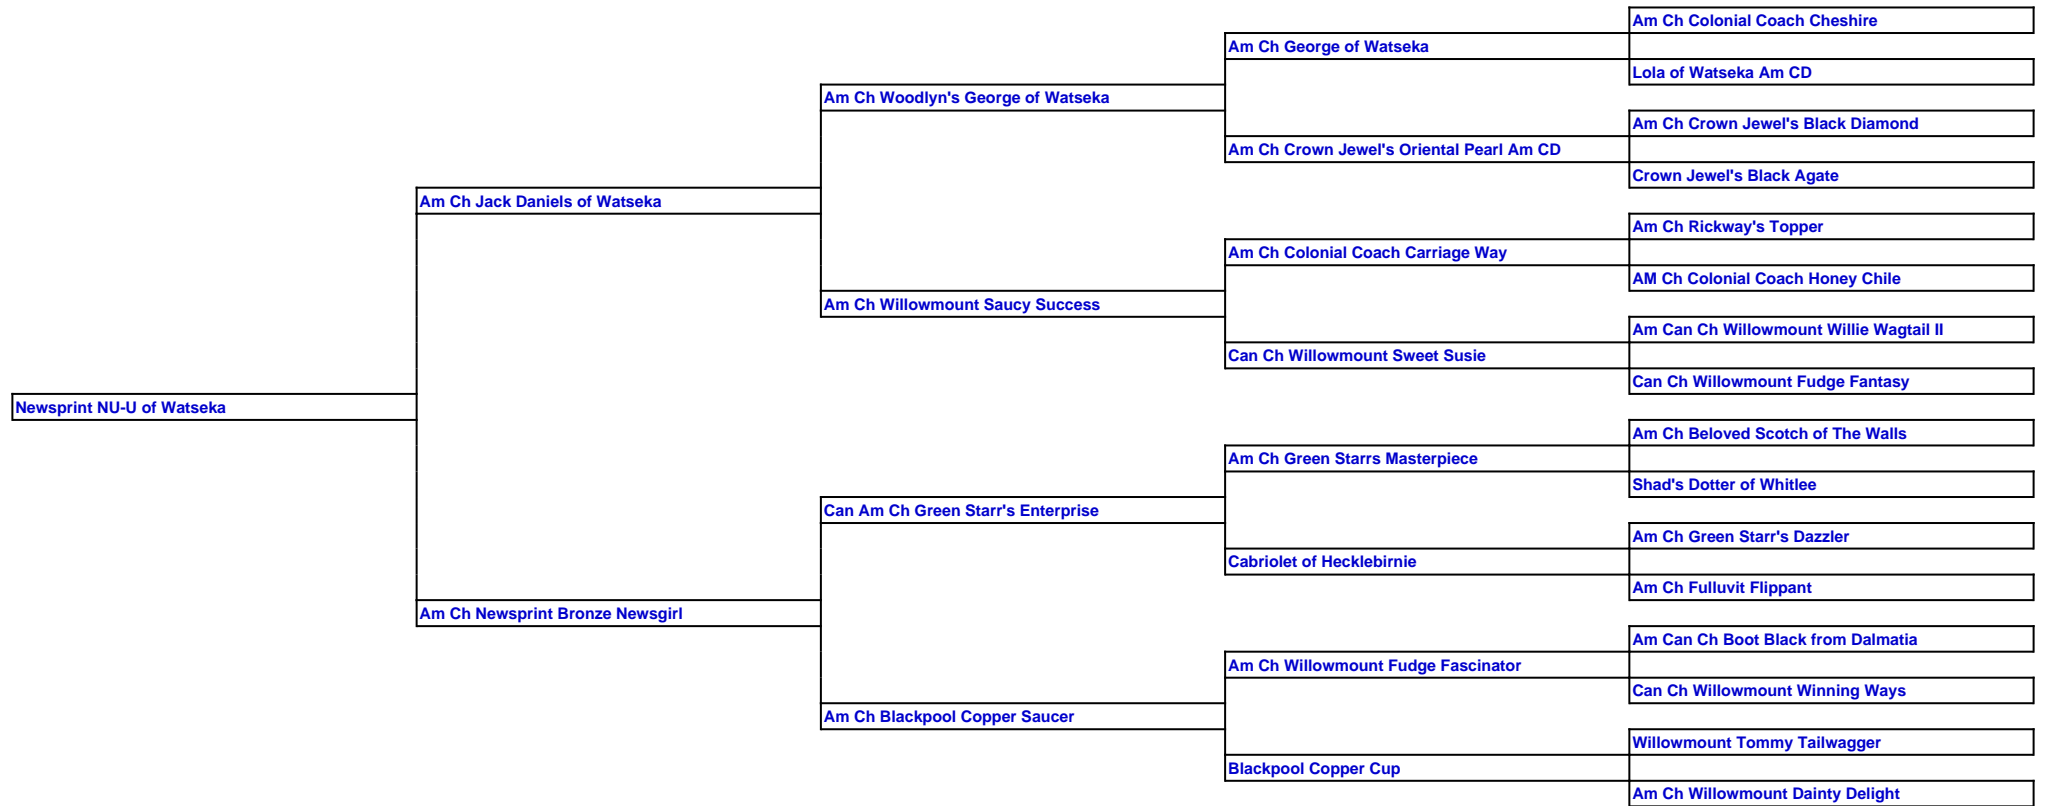 Am Ch Colonial Coach Cheshire
Am Ch George of Watseka
Lola of Watseka Am CD
Am Ch Woodlyn's George of Watseka
Am Ch Crown Jewel's Black Diamond
Am Ch Crown Jewel's Oriental Pearl Am CD
Crown Jewel's Black Agate
Am Ch Jack Daniels of Watseka
Am Ch Rickway's Topper
Am Ch Colonial Coach Carriage Way
AM Ch Colonial Coach Honey Chile
Am Ch Willowmount Saucy Success
Am Can Ch Willowmount Willie Wagtail II
Can Ch Willowmount Sweet Susie
Can Ch Willowmount Fudge Fantasy
Newsprint NU-U of Watseka
Am Ch Beloved Scotch of The Walls
Am Ch Green Starrs Masterpiece
Shad's Dotter of Whitlee
Can Am Ch Green Starr's Enterprise
Am Ch Green Starr's Dazzler
Cabriolet of Hecklebirnie
Am Ch Fulluvit Flippant
Am Ch Newsprint Bronze Newsgirl
Am Can Ch Boot Black from Dalmatia
Am Ch Willowmount Fudge Fascinator
Can Ch Willowmount Winning Ways
Am Ch Blackpool Copper Saucer
Willowmount Tommy Tailwagger
Blackpool Copper Cup
Am Ch Willowmount Dainty Delight